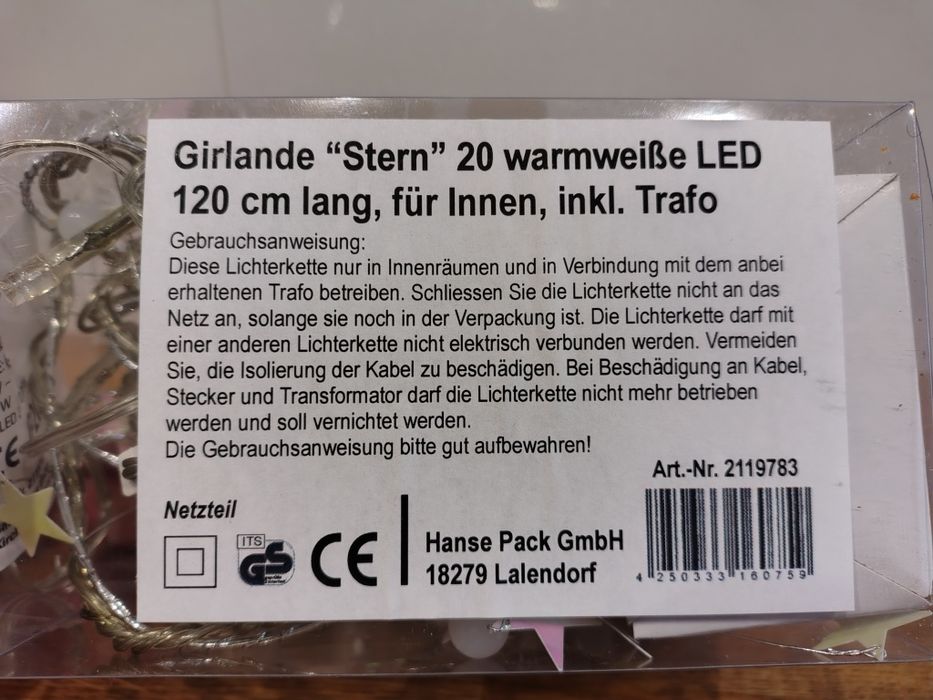 Girlande “Stern” 20 warmweiße LED
120 cm lang, für Innen, inkl. Trafo
Gebrauchsanweisung:
Diese Lichterkette nur in Innenräumen und in Verbindung mit dem anbei
erhaltenen Trafo betreiben. Schliessen Sie die Lichterkette nicht an das
Netz an, solange sie noch in der Verpackung ist. Die Lichterkette darf mit
einer anderen Lichterkette nicht elektrisch verbunden werden. Vermeiden
Sie, die Isolierung der Kabel zu beschädigen. Bei Beschädigung an Kabel,
Stecker und Transformator darf die Lichterkette nicht mehr betrieben
werden und soll vernichtet werden.
Die Gebrauchsanweisung bitte gut aufbewahren!
Art.-Nr. 2119783
Netzteil
ITS
GS
geprüfte
Sicherheit
CE
Hanse Pack GmbH
18279 Lalendorf
4 250333 160759
W
LED
CE